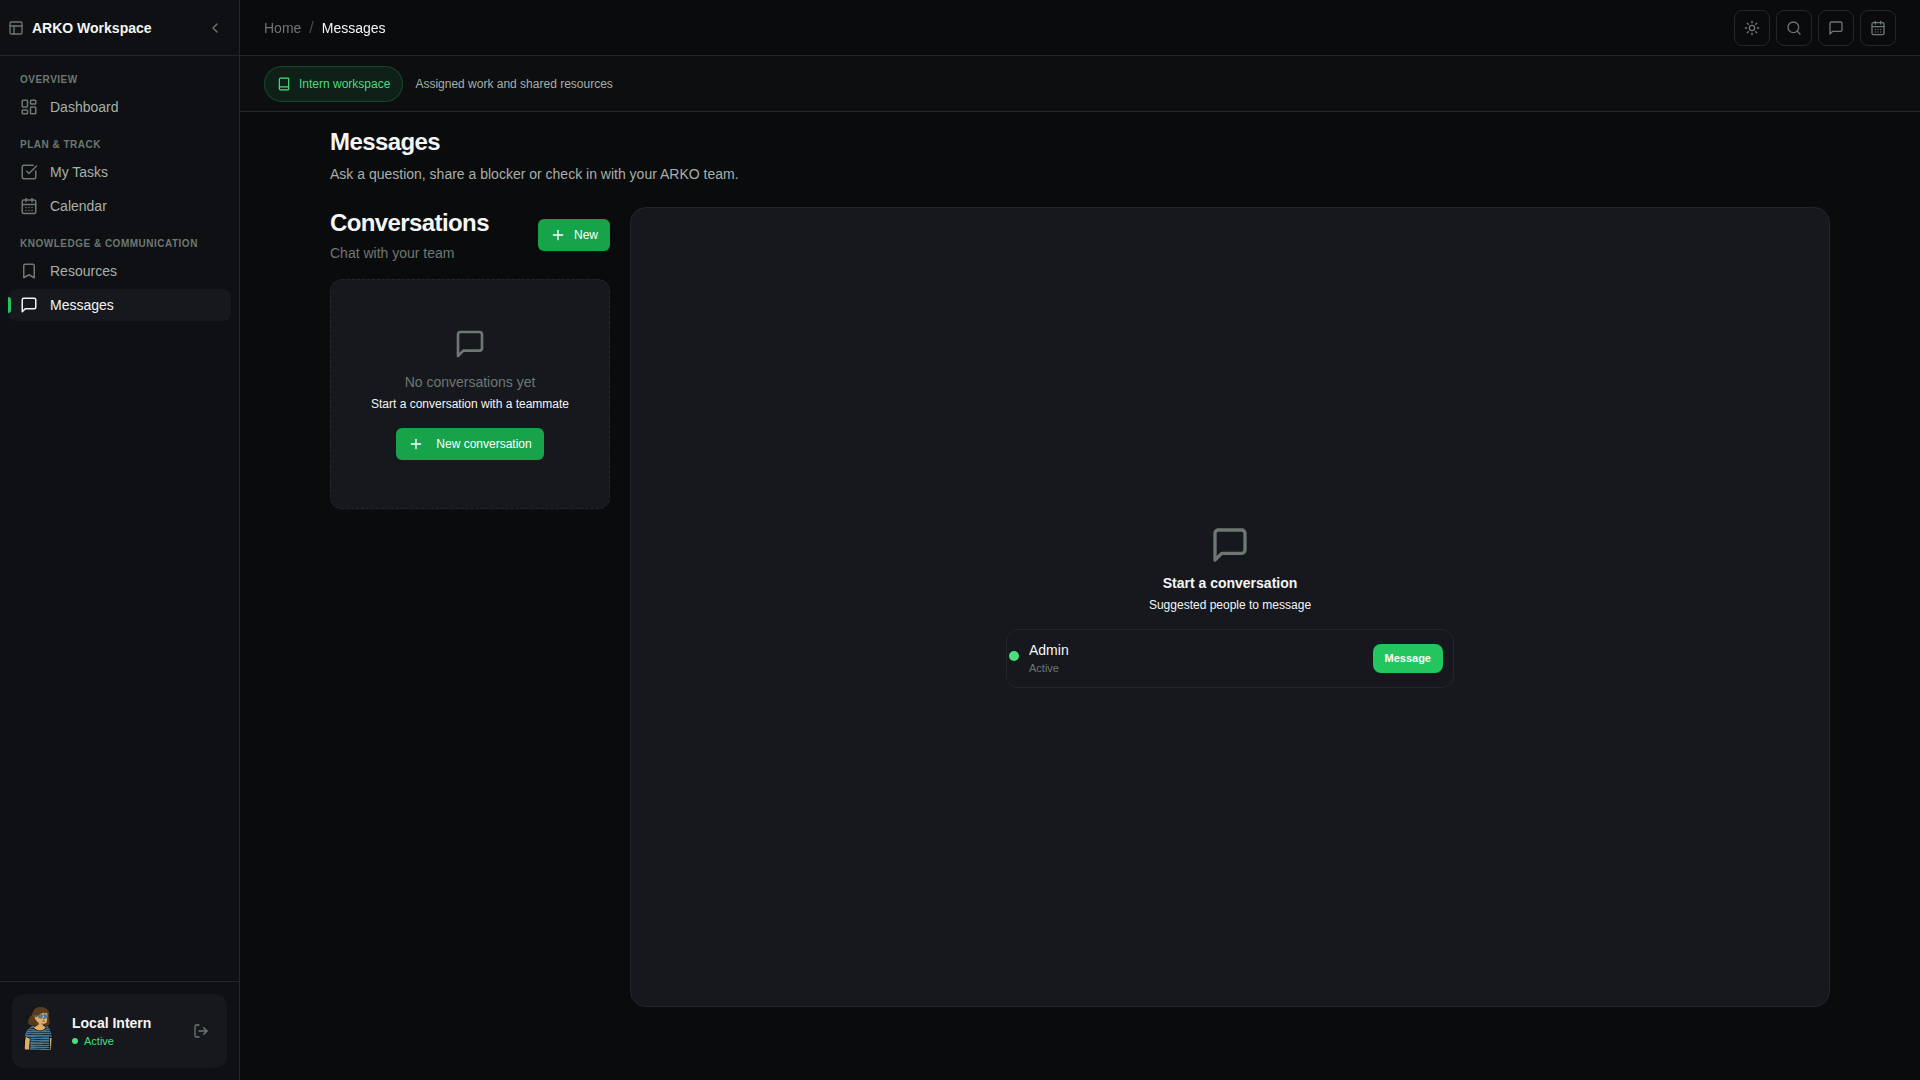 ARKO Workspace
OVERVIEW
Dashboard
PLAN & TRACK
My Tasks
Calendar
KNOWLEDGE & COMMUNICATION
Resources
Messages
Local Intern
Active
Home / Messages
Intern workspace
Assigned work and shared resources
Messages
Ask a question, share a blocker or check in with your ARKO team.
Conversations
Chat with your team
New
No conversations yet
Start a conversation with a teammate
New conversation
Start a conversation
Suggested people to message
Admin
Active
Message